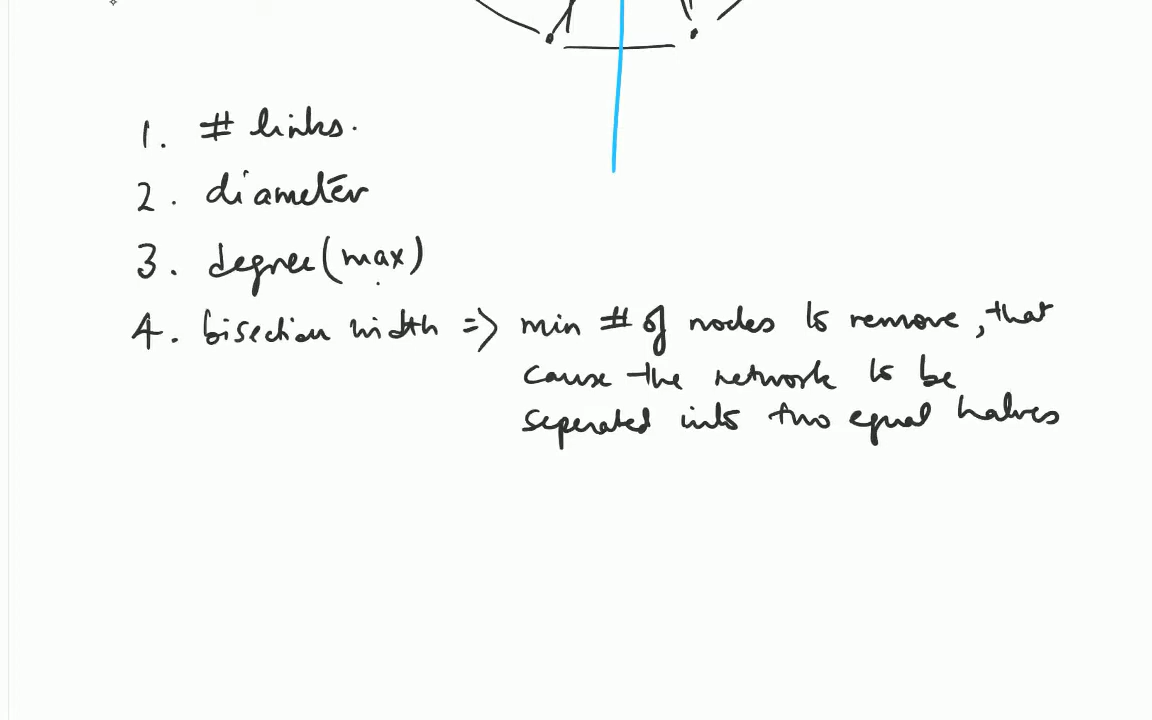 1. # links.
2. diameter
3. degree (max)
4. bisection width => min # of nodes to remove, that
cause the network to be
seperated into two equal halves